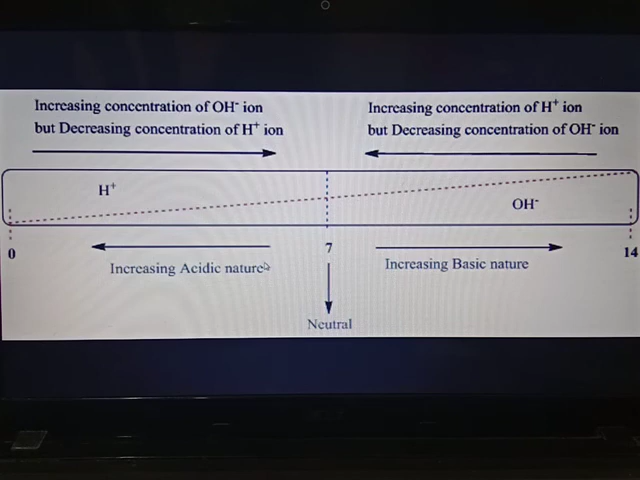 Increasing concentration of OH⁻ ion
but Decreasing concentration of H⁺ ion
Increasing concentration of H⁺ ion
but Decreasing concentration of OH⁻ ion
H⁺
OH⁻
0
7
14
Increasing Acidic nature
Increasing Basic nature
Neutral